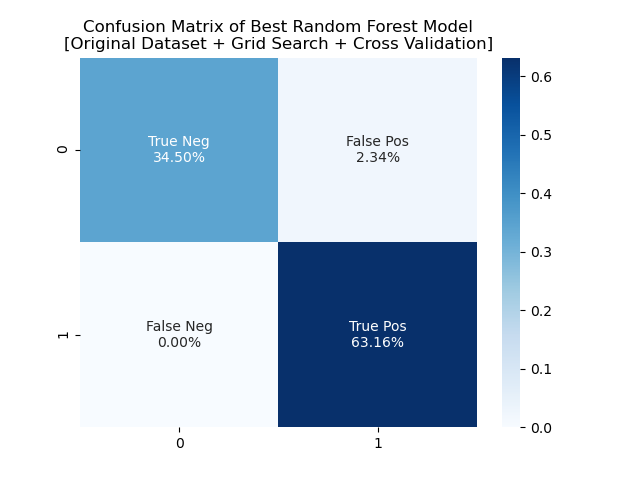 Confusion Matrix of Best Random Forest Model
[Original Dataset + Grid Search + Cross Validation]
0
True Neg
34.50%
False Pos
2.34%
1
False Neg
0.00%
True Pos
63.16%
0
1
0.6
0.5
0.4
0.3
0.2
0.1
0.0